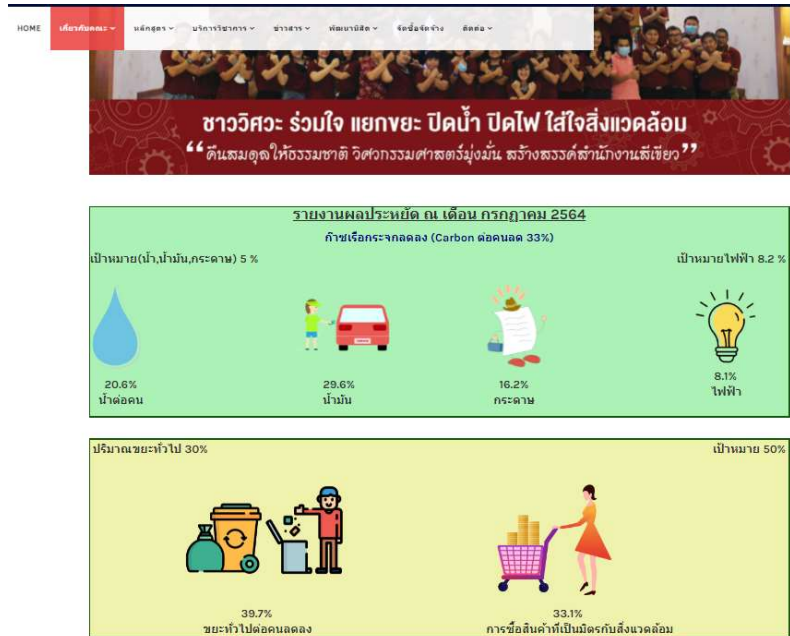 HOME เกี่ยวกับคณะ หลักสูตร บริการวิชาการ ข่าวสาร พัฒนานิสิต จัดซื้อจัดจ้าง ติดต่อ
ชาววิศวะ ร่วมใจ แยกขยะ ปิดน้ำ ปิดไฟ ใส่ใจสิ่งแวดล้อม
“คืนสมดุลให้ธรรมชาติ วิศวกรรมศาสตร์มุ่งมั่น สร้างสรรค์สำนักงานสีเขียว”
รายงานผลประหยัด ณ เดือน กรกฎาคม 2564
ก๊าซเรือกระจกลดลง (Carbon ต่อคนลด 33%)
เป้าหมาย(น้ำ,น้ำมัน,กระดาษ) 5 % เป้าหมายไฟฟ้า 8.2 %
20.6% 29.6% 16.2% 8.1%
น้ำต่อคน น้ำมัน กระดาษ ไฟฟ้า
ปริมาณขยะทั่วไป 30% เป้าหมาย 50%
39.7% 33.1%
ขยะทั่วไปต่อคนลดลง การซื้อสินค้าที่เป็นมิตรกับสิ่งแวดล้อม